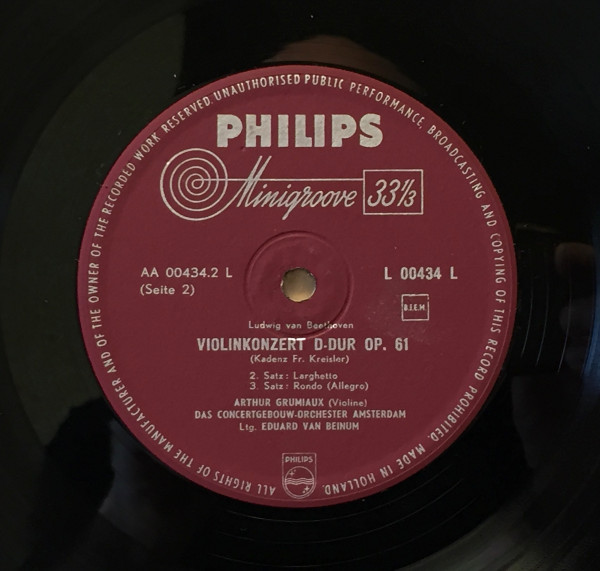 ALL RIGHTS OF THE MANUFACTURER AND OF THE OWNER OF THE RECORDED WORK RESERVED. UNAUTHORISED PUBLIC PERFORMANCE, BROADCASTING AND COPYING OF THIS RECORD PROHIBITED. MADE IN HOLLAND.
PHILIPS
Minigroove 33⅓
AA 00434.2 L
(Seite 2)
L 00434 L
B.I.E.M
Ludwig van Beethoven
VIOLINKONZERT D-DUR OP. 61
(Kadenz Fr. Kreisler)
2. Satz: Larghetto
3. Satz: Rondo (Allegro)
ARTHUR GRUMIAUX (Violine)
DAS CONCERTGEBOUW-ORCHESTER AMSTERDAM
Ltg. EDUARD VAN BEINUM
PHILIPS